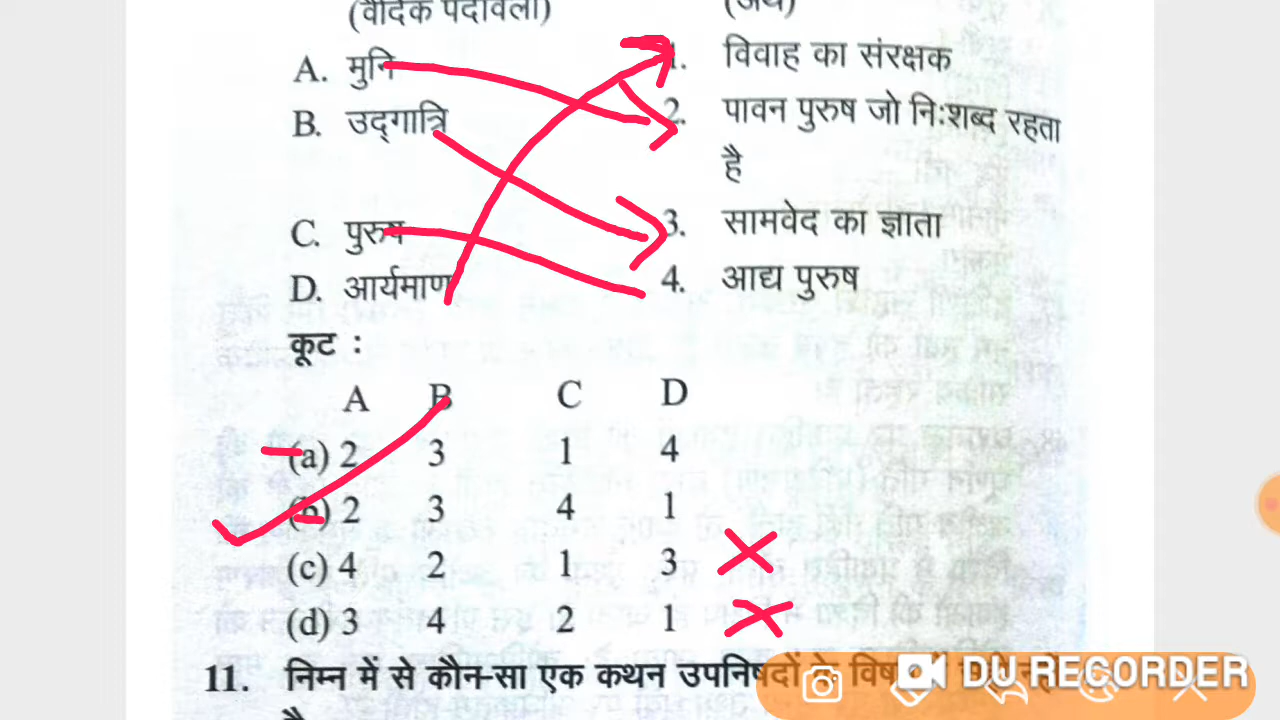 (वैदिक पदावली) (अर्थ)
A. मुनि 1. विवाह का संरक्षक
B. उद्गात्रि 2. पावन पुरुष जो नि:शब्द रहता
है
C. पुरुष 3. सामवेद का ज्ञाता
D. आर्यमाण 4. आद्य पुरुष
कूट :
A B C D
(a) 2 3 1 4
(b) 2 3 4 1
(c) 4 2 1 3
(d) 3 4 2 1
11. निम्न में से कौन-सा एक कथन उपनिषदों के
DU RECORDER